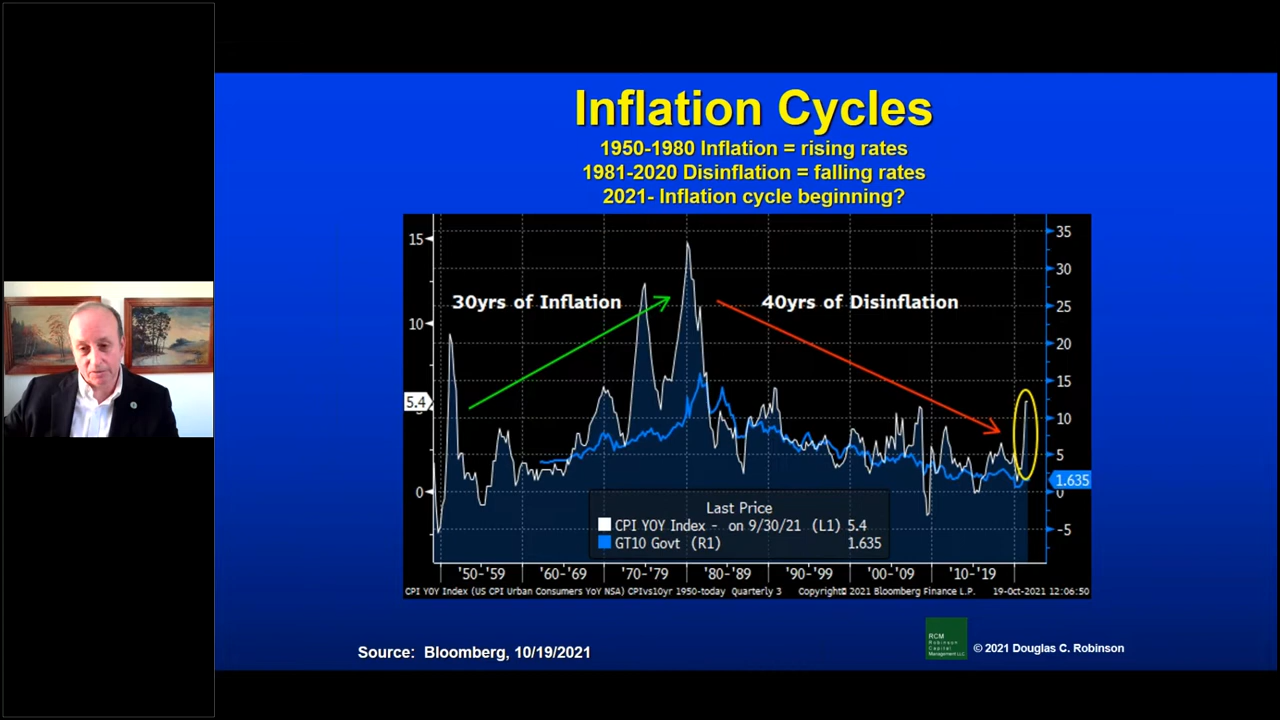 Inflation Cycles
1950-1980 Inflation = rising rates
1981-2020 Disinflation = falling rates
2021- Inflation cycle beginning?
30yrs of Inflation
40yrs of Disinflation
15
10
5.4
0
35
30
25
20
15
10
5
1.635
0
-5
Last Price
CPI YOY Index - on 9/30/21 (L1) 5.4
GT10 Govt (R1) 1.635
'50-'59 '60-'69 '70-'79 '80-'89 '90-'99 '00-'09 '10-'19
CPI YOY Index (US CPI Urban Consumers YoY NSA) CPIvs10yr 1950-today Quarterly 3 Copyright© 2021 Bloomberg Finance L.P. 19-Oct-2021 12:06:50
Source: Bloomberg, 10/19/2021
RCM
Robinson
Capital
Management LLC
© 2021 Douglas C. Robinson